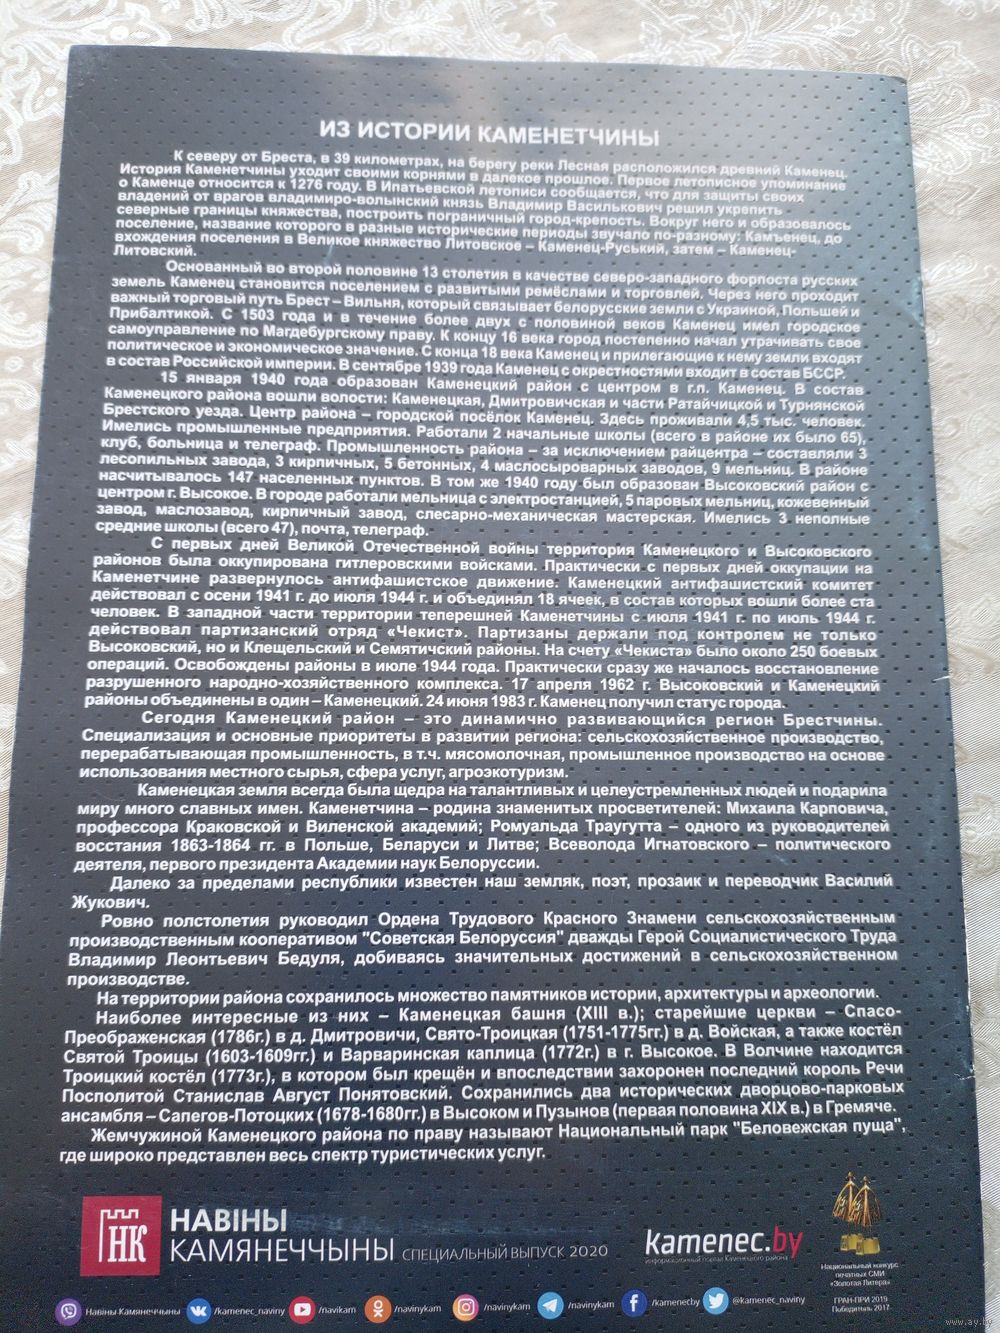 ИЗ ИСТОРИИ КАМЕНЕТЧИНЫ
К северу от Бреста, в 39 километрах, на берегу реки Лесная расположился древний Каменец.
История Каменетчины уходит своими корнями в далекое прошлое. Первое летописное упоминание
о Каменце относится к 1276 году. В Ипатьевской летописи сообщается, что для защиты своих
владений от врагов владимиро-волынский князь Владимир Василькович решил укрепить
северные границы княжества, построить пограничный город-крепость. Вокруг него и образовалось
поселение, название которого в разные исторические периоды звучало по-разному: Камъенец, до
вхождения поселения в Великое княжество Литовское – Каменец-Руський, затем – Каменец-
Литовский.
Основанный во второй половине 13 столетия в качестве северо-западного форпоста русских
земель Каменец становится поселением с развитыми ремёслами и торговлей. Через него проходит
важный торговый путь Брест – Вильня, который связывает белорусские земли с Украиной, Польшей и
Прибалтикой. С 1503 года и в течение более двух с половиной веков Каменец имел городское
самоуправление по Магдебургскому праву. К концу 16 века город постепенно начал утрачивать свое
политическое и экономическое значение. С конца 18 века Каменец и прилегающие к нему земли входят
в состав Российской империи. В сентябре 1939 года Каменец с окрестностями входит в состав БССР.
15 января 1940 года образован Каменецкий район с центром в г.п. Каменец. В состав
Каменецкого района вошли волости: Каменецкая, Дмитровичская и части Ратайчицкой и Турнянской
Брестского уезда. Центр района – городской посёлок Каменец. Здесь проживали 4,5 тыс. человек.
Имелись промышленные предприятия. Работали 2 начальные школы (всего в районе их было 65),
клуб, больница и телеграф. Промышленность района – за исключением райцентра – составляли 3
лесопильных завода, 3 кирпичных, 5 бетонных, 4 маслосыроварных заводов, 9 мельниц. В районе
насчитывалось 147 населенных пунктов. В том же 1940 году был образован Высоковский район с
центром г. Высокое. В городе работали мельница с электростанцией, 5 паровых мельниц, кожевенный
завод, маслозавод, кирпичный завод, слесарно-механическая мастерская. Имелись 3 неполные
средние школы (всего 47), почта, телеграф.
С первых дней Великой Отечественной войны территория Каменецкого и Высоковского
районов была оккупирована гитлеровскими войсками. Практически с первых дней оккупации на
Каменетчине развернулось антифашистское движение: Каменецкий антифашистский комитет
действовал с осени 1941 г. до июля 1944 г. и объединял 18 ячеек, в состав которых вошли более ста
человек. В западной части территории теперешней Каменетчины с июля 1941 г. по июль 1944 г.
действовал партизанский отряд «Чекист». Партизаны держали под контролем не только
Высоковский, но и Клещельский и Семятичский районы. На счету «Чекиста» было около 250 боевых
операций. Освобождены районы в июле 1944 года. Практически сразу же началось восстановление
разрушенного народно-хозяйственного комплекса. 17 апреля 1962 г. Высоковский и Каменецкий
районы объединены в один – Каменецкий. 24 июня 1983 г. Каменец получил статус города.
Сегодня Каменецкий район – это динамично развивающийся регион Брестчины.
Специализация и основные приоритеты в развитии региона: сельскохозяйственное производство,
перерабатывающая промышленность, в т.ч. мясомолочная, промышленное производство на основе
использования местного сырья, сфера услуг, агроэкотуризм.
Каменецкая земля всегда была щедра на талантливых и целеустремленных людей и подарила
миру много славных имен. Каменетчина – родина знаменитых просветителей: Михаила Карповича,
профессора Краковской и Виленской академий; Ромуальда Траугутта – одного из руководителей
восстания 1863-1864 гг. в Польше, Беларуси и Литве; Всеволода Игнатовского – политического
деятеля, первого президента Академии наук Белоруссии.
Далеко за пределами республики известен наш земляк, поэт, прозаик и переводчик Василий
Жукович.
Ровно полстолетия руководил Ордена Трудового Красного Знамени сельскохозяйственным
производственным кооперативом "Советская Белоруссия" дважды Герой Социалистического Труда
Владимир Леонтьевич Бедуля, добиваясь значительных достижений в сельскохозяйственном
производстве.
На территории района сохранилось множество памятников истории, архитектуры и археологии.
Наиболее интересные из них – Каменецкая башня (XIII в.); старейшие церкви – Спасо-
Преображенская (1786г.) в д. Дмитровичи, Свято-Троицкая (1751-1775гг.) в д. Войская, а также костёл
Святой Троицы (1603-1609гг.) и Варваринская каплица (1772г.) в г. Высокое. В Волчине находится
Троицкий костёл (1773г.), в котором был крещён и впоследствии захоронен последний король Речи
Посполитой Станислав Август Понятовский. Сохранились два исторических дворцово-парковых
ансамбля – Сапегов-Потоцких (1678-1680гг.) в Высоком и Пузынов (первая половина XIX в.) в Гремяче.
Жемчужиной Каменецкого района по праву называют Национальный парк "Беловежская пуща",
где широко представлен весь спектр туристических услуг.
НК НАВІНЫ
КАМЯНЕЧЧЫНЫ СПЕЦИАЛЬНЫЙ ВЫПУСК 2020
kamenec.by
информационный портал Каменецкого района
Национальный конкурс
печатных СМИ
«Золотая Литера»
ГРАН-ПРИ 2019
Победитель 2017
Навіны Камянеччыны /kamenec_naviny /navikam /navinykam /navinykam /navinykam /kamenecby @kamenec_naviny
www.ay.by